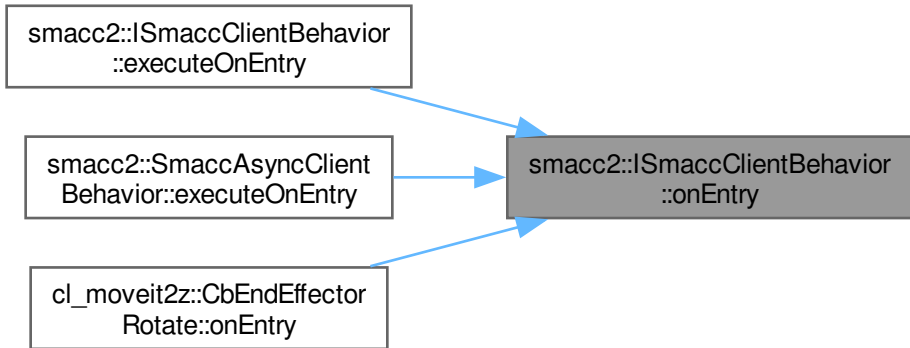 smacc2::ISmaccClientBehavior
::executeOnEntry
smacc2::SmaccAsyncClient
Behavior::executeOnEntry
cl_moveit2z::CbEndEffector
Rotate::onEntry
smacc2::ISmaccClientBehavior
::onEntry